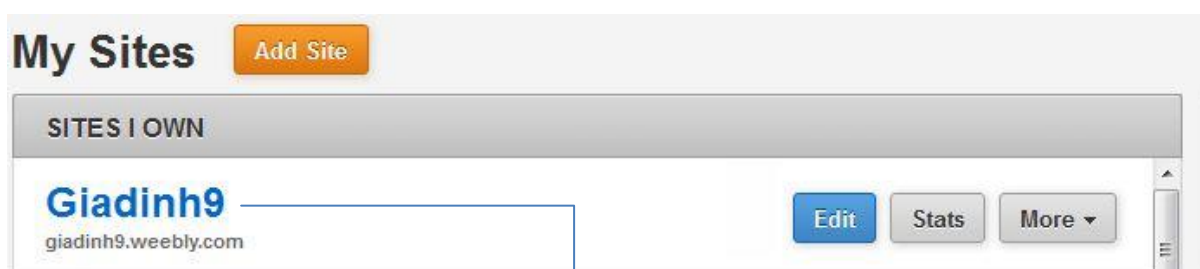 My Sites Add Site
SITES I OWN
Giadinh9
giadinh9.weebly.com
Edit Stats More